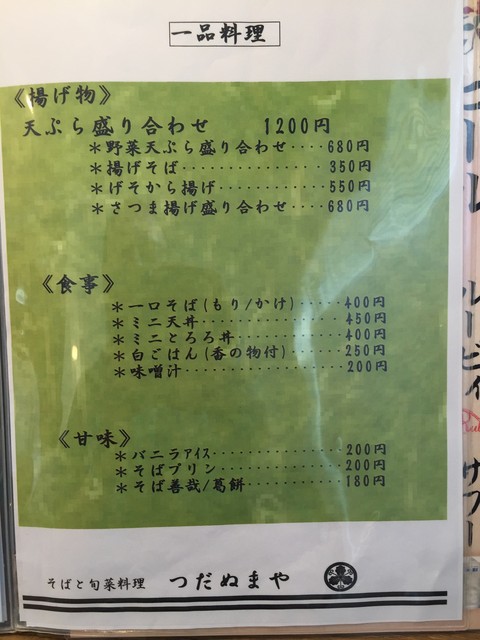 一品料理
《揚げ物》
天ぷら盛り合わせ 1200円
＊野菜天ぷら盛り合わせ････680円
＊揚げそば･･････････････350円
＊げそから揚げ････････････550円
＊さつま揚げ盛り合わせ････680円
《食事》
＊一口そば(もり/かけ)･････400円
＊ミニ天丼･･････････････450円
＊ミニとろろ丼････････････400円
＊白ごはん(香の物付)･･････250円
＊味噌汁････････････････200円
《甘味》
＊バニラアイス････････････200円
＊そばプリン･････････････200円
＊そば善哉/葛餅･･････････180円
そばと旬菜料理 つだぬまや